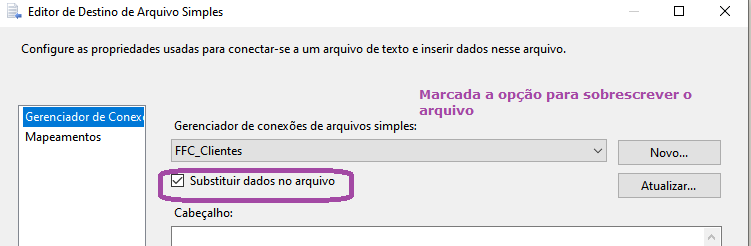 Editor de Destino de Arquivo Simples
Configure as propriedades usadas para conectar-se a um arquivo de texto e inserir dados nesse arquivo.
Marcada a opção para sobrescrever o
arquivo
Gerenciador de Conex
Mapeamentos
Gerenciador de conexões de arquivos simples:
FFC_Clientes
Novo...
Substituir dados no arquivo
Atualizar...
Cabeçalho: